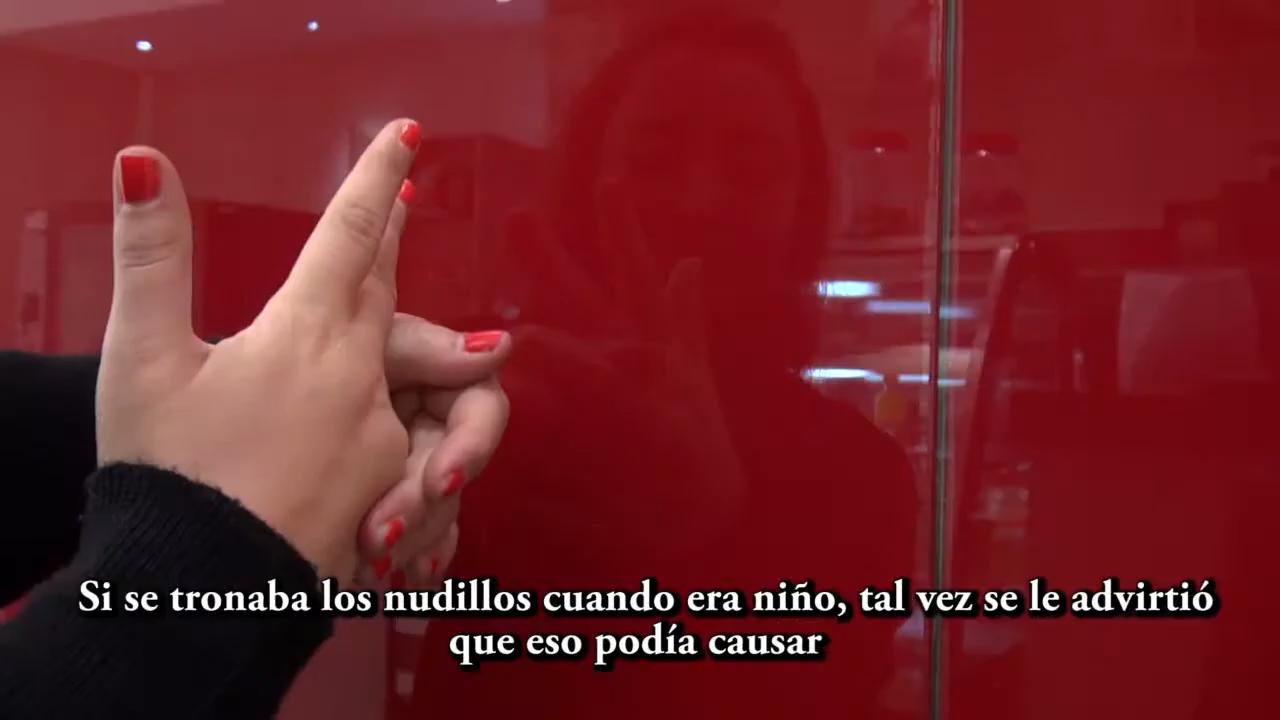 Si se tronaba los nudillos cuando era niño, tal vez se le advirtió
que eso podía causar